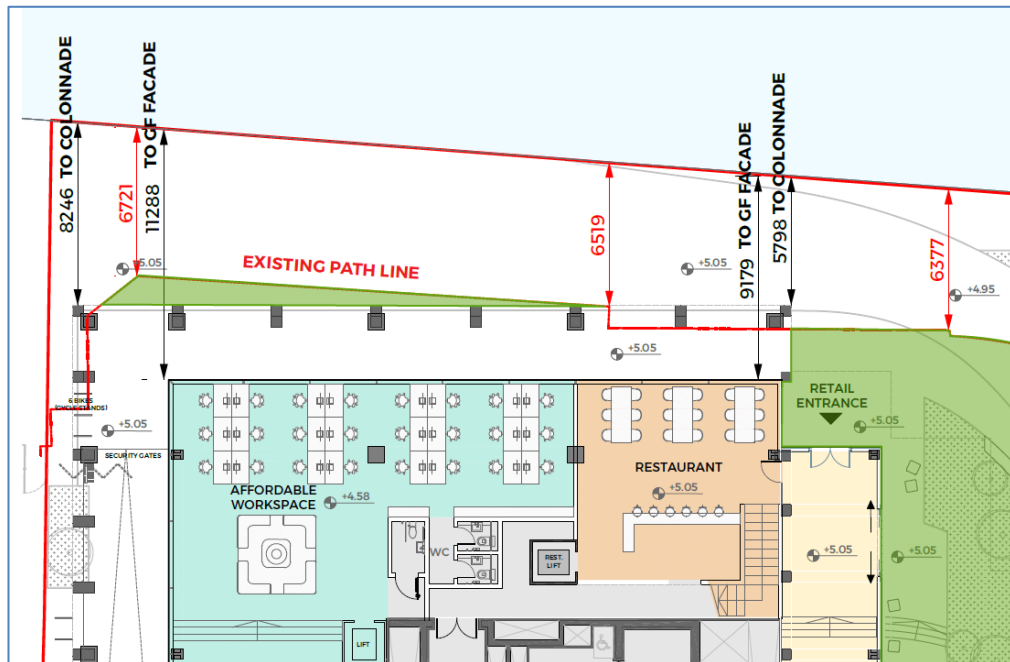 8246 TO COLONNADE
6721
11288 TO GF FACADE
6519
9179 TO GF FACADE
5798 TO COLONNADE
6377
+5.05
EXISTING PATH LINE
+5.05
+4.95
+5.05
RETAIL
ENTRANCE
+5.05
6 BIKES
(CYCLE STANDS)
+5.05
SECURITY GATES
AFFORDABLE
WORKSPACE
+4.58
RESTAURANT
+5.05
WC
REST.
LIFT
+5.05
+5.05
LIFT